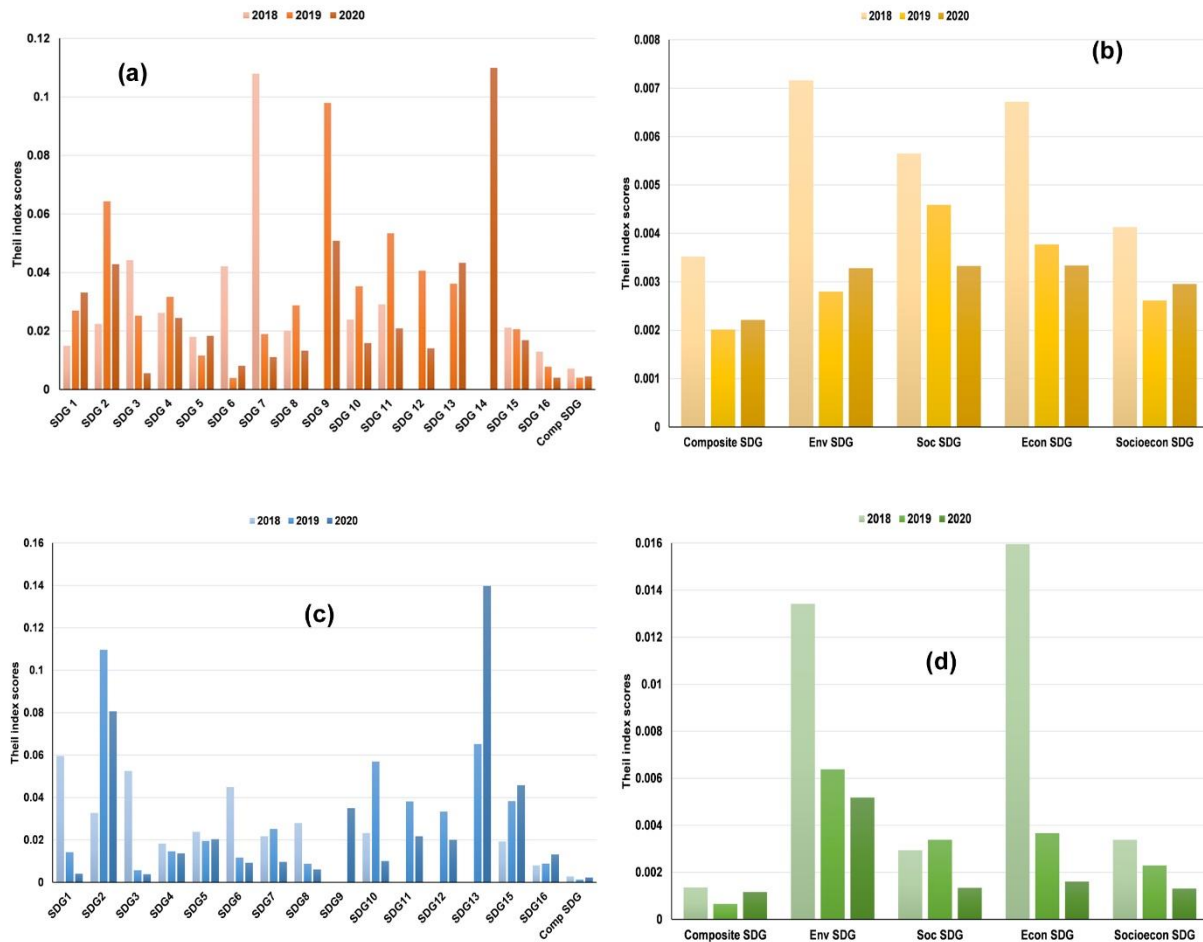 2018 2019 2020
(a)
Theil index scores
0.12
0.1
0.08
0.06
0.04
0.02
0
SDG 1 SDG 2 SDG 3 SDG 4 SDG 5 SDG 6 SDG 7 SDG 8 SDG 9 SDG 10 SDG 11 SDG 12 SDG 13 SDG 14 SDG 15 SDG 16 Comp SDG
2018 2019 2020
(b)
Theil index scores
0.008
0.007
0.006
0.005
0.004
0.003
0.002
0.001
0
Composite SDG Env SDG Soc SDG Econ SDG Socioecon SDG
2018 2019 2020
(c)
Theil index scores
0.16
0.14
0.12
0.1
0.08
0.06
0.04
0.02
0
SDG1 SDG2 SDG3 SDG4 SDG5 SDG6 SDG7 SDG8 SDG9 SDG10 SDG11 SDG12 SDG13 SDG15 SDG16 Comp SDG
2018 2019 2020
(d)
Theil index scores
0.016
0.014
0.012
0.01
0.008
0.006
0.004
0.002
0
Composite SDG Env SDG Soc SDG Econ SDG Socioecon SDG